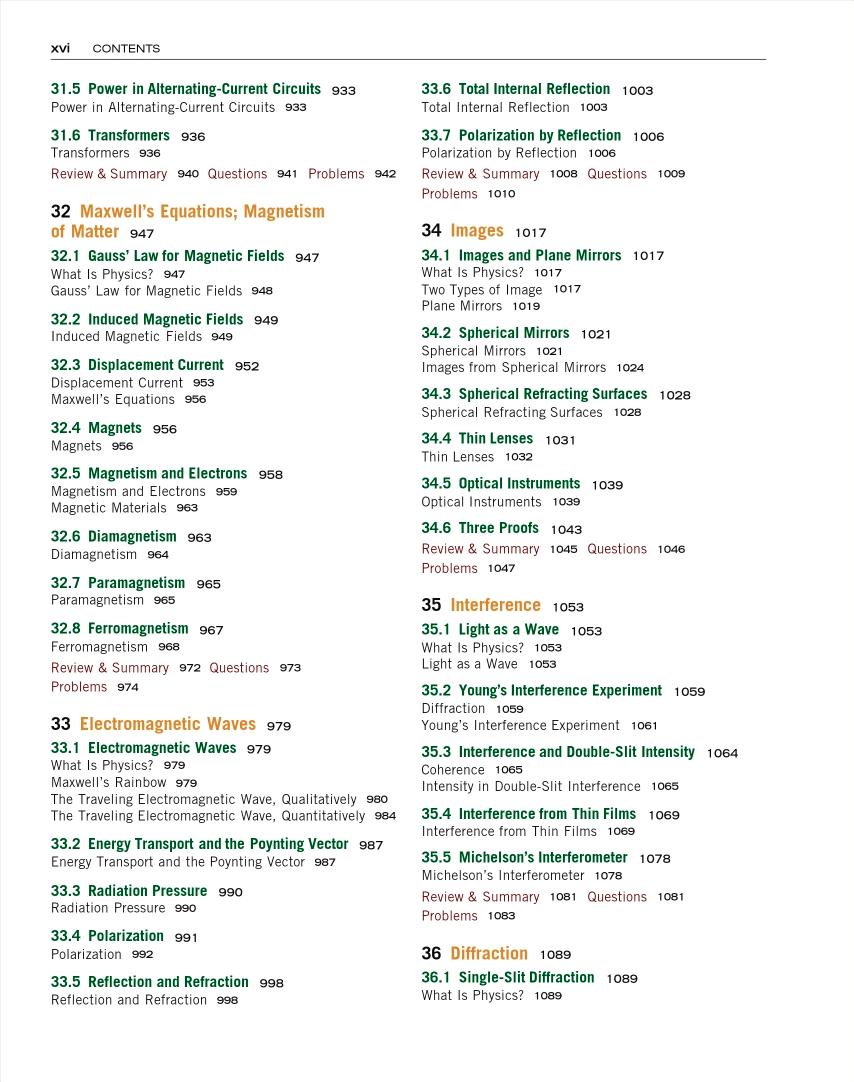 xvi CONTENTS
31.5 Power in Alternating-Current Circuits 933
Power in Alternating-Current Circuits 933
31.6 Transformers 936
Transformers 936
Review & Summary 940 Questions 941 Problems 942
32 Maxwell's Equations; Magnetism
of Matter 947
32.1 Gauss' Law for Magnetic Fields 947
What Is Physics? 947
Gauss' Law for Magnetic Fields 948
32.2 Induced Magnetic Fields 949
Induced Magnetic Fields 949
32.3 Displacement Current 952
Displacement Current 953
Maxwell's Equations 956
32.4 Magnets 956
Magnets 956
32.5 Magnetism and Electrons 958
Magnetism and Electrons 959
Magnetic Materials 963
32.6 Diamagnetism 963
Diamagnetism 964
32.7 Paramagnetism 965
Paramagnetism 965
32.8 Ferromagnetism 967
Ferromagnetism 968
Review & Summary 972 Questions 973
Problems 974
33 Electromagnetic Waves 979
33.1 Electromagnetic Waves 979
What Is Physics? 979
Maxwell's Rainbow 979
The Traveling Electromagnetic Wave, Qualitatively 980
The Traveling Electromagnetic Wave, Quantitatively 984
33.2 Energy Transport and the Poynting Vector 987
Energy Transport and the Poynting Vector 987
33.3 Radiation Pressure 990
Radiation Pressure 990
33.4 Polarization 991
Polarization 992
33.5 Reflection and Refraction 998
Reflection and Refraction 998
33.6 Total Internal Reflection 1003
Total Internal Reflection 1003
33.7 Polarization by Reflection 1006
Polarization by Reflection 1006
Review & Summary 1008 Questions 1009
Problems 1010
34 Images 1017
34.1 Images and Plane Mirrors 1017
What Is Physics? 1017
Two Types of Image 1017
Plane Mirrors 1019
34.2 Spherical Mirrors 1021
Spherical Mirrors 1021
Images from Spherical Mirrors 1024
34.3 Spherical Refracting Surfaces 1028
Spherical Refracting Surfaces 1028
34.4 Thin Lenses 1031
Thin Lenses 1032
34.5 Optical Instruments 1039
Optical Instruments 1039
34.6 Three Proofs 1043
Review & Summary 1045 Questions 1046
Problems 1047
35 Interference 1053
35.1 Light as a Wave 1053
What Is Physics? 1053
Light as a Wave 1053
35.2 Young's Interference Experiment 1059
Diffraction 1059
Young's Interference Experiment 1061
35.3 Interference and Double-Slit Intensity 1064
Coherence 1065
Intensity in Double-Slit Interference 1065
35.4 Interference from Thin Films 1069
Interference from Thin Films 1069
35.5 Michelson's Interferometer 1078
Michelson's Interferometer 1078
Review & Summary 1081 Questions 1081
Problems 1083
36 Diffraction 1089
36.1 Single-Slit Diffraction 1089
What Is Physics? 1089